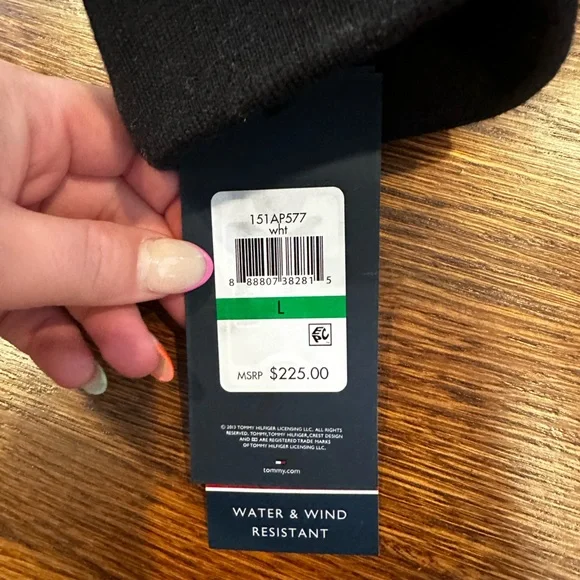 151AP577
wht
8 88807 38281 5
L
EPC
MSRP $225.00
© 2013 TOMMY HILFIGER LICENSING LLC. ALL RIGHTS
RESERVED. TOMMY,TOMMY HILFIGER,CREST DESIGN
AND ARE REGISTERED TRADE MARKS
OF TOMMY HILFIGER LICENSING LLC.
tommy.com
WATER & WIND
RESISTANT